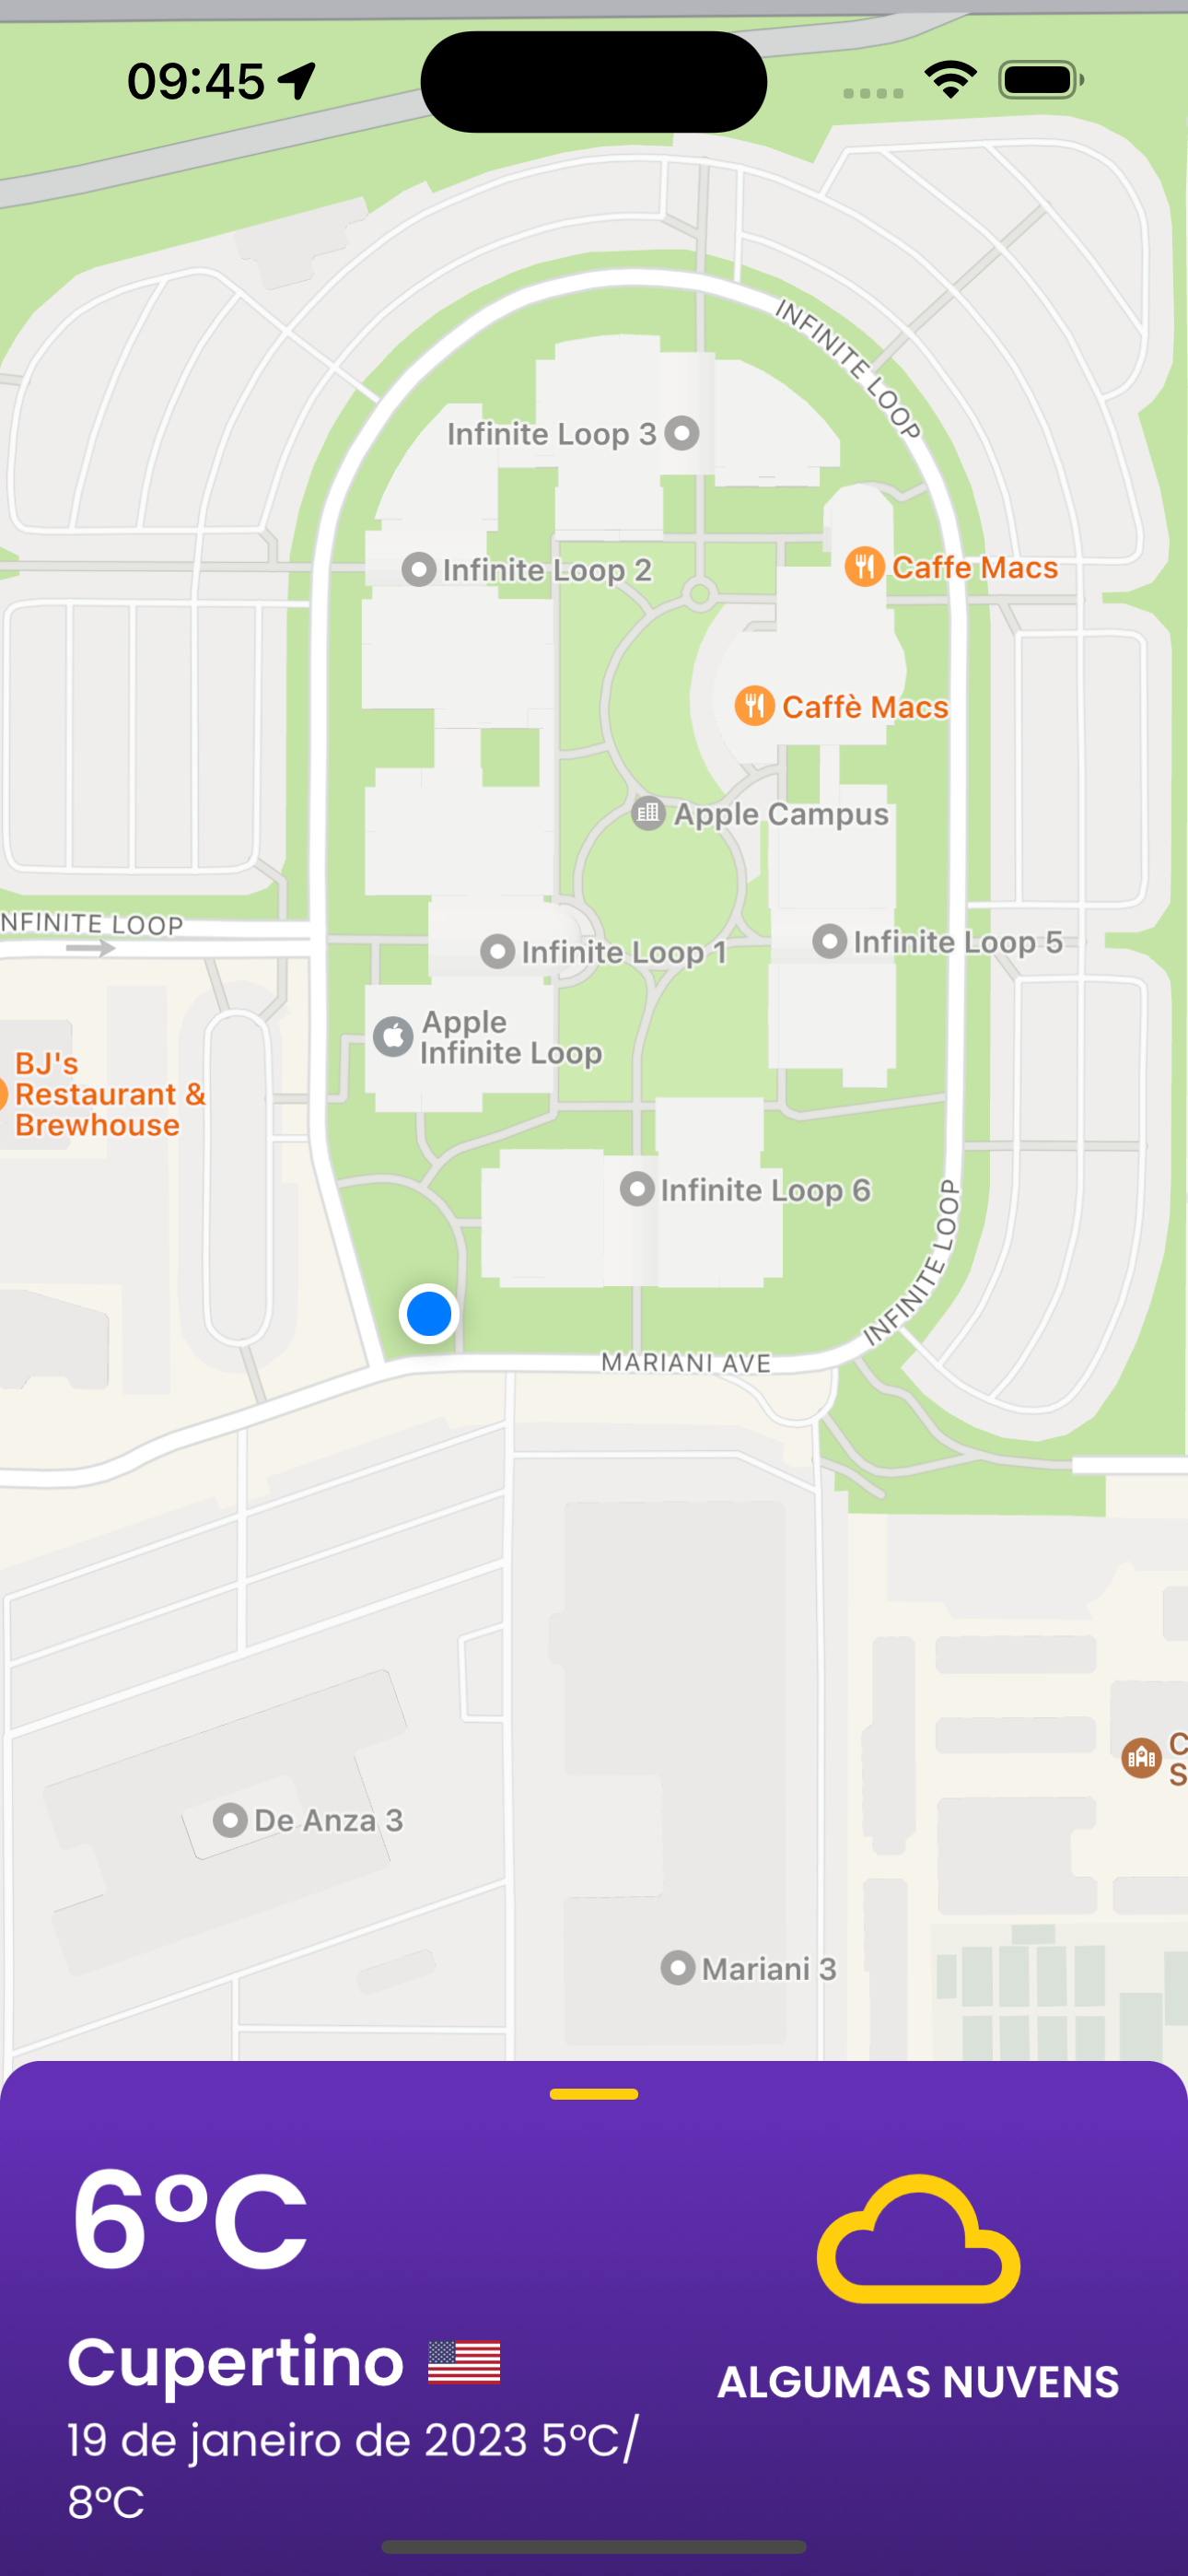 09:45
INFINITE LOOP
Infinite Loop 3
Infinite Loop 2
Caffe Macs
Caffè Macs
Apple Campus
NFINITE LOOP
Infinite Loop 1
Infinite Loop 5
Apple
Infinite Loop
BJ's
Restaurant &
Brewhouse
Infinite Loop 6
INFINITE LOOP
MARIANI AVE
C
S
De Anza 3
Mariani 3
6°C
Cupertino
ALGUMAS NUVENS
19 de janeiro de 2023 5°C/
8°C